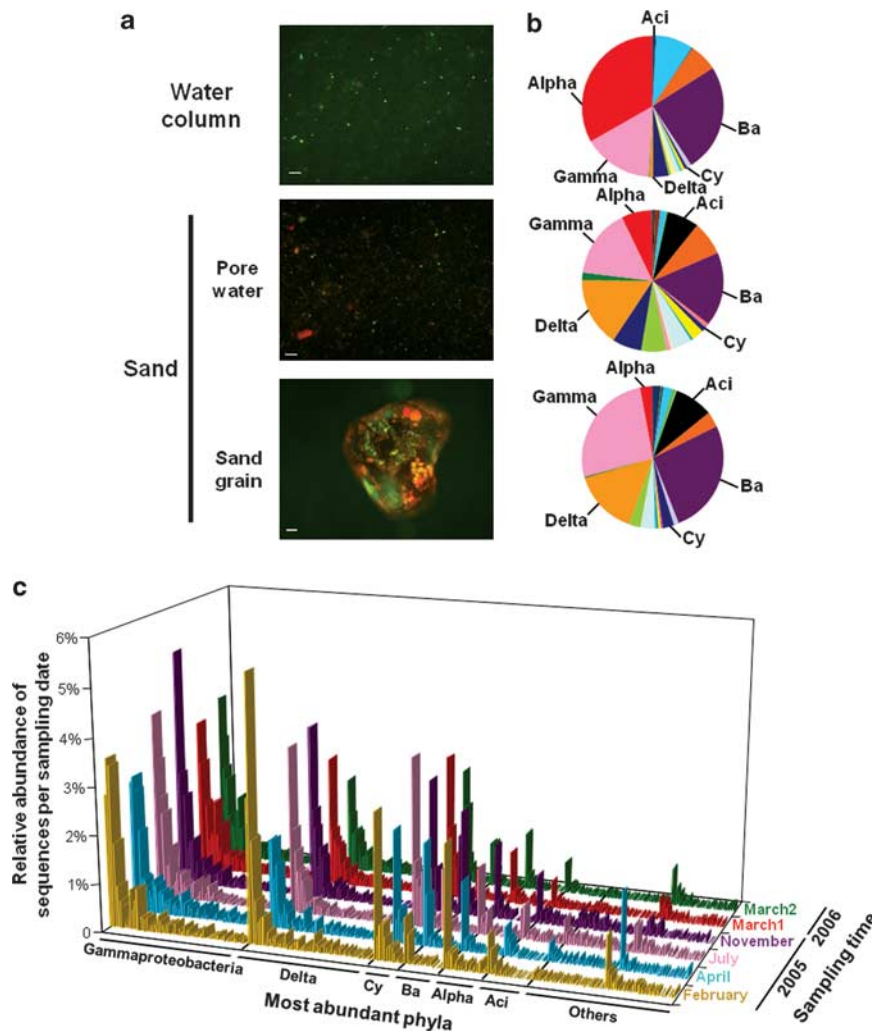 a
b
Water
column
Sand
Pore
water
Sand
grain
Aci
Alpha
Ba
Cy
Delta
Gamma
Alpha
Aci
Gamma
Ba
Delta
Cy
Alpha
Aci
Gamma
Ba
Delta
Cy
c
Relative abundance of
sequences per sampling date
6%
5%
4%
3%
2%
1%
0
Gammaproteobacteria
Delta
Cy
Ba
Alpha
Aci
Others
Most abundant phyla
March2
March1
November
July
April
February
2006
2005
Sampling time